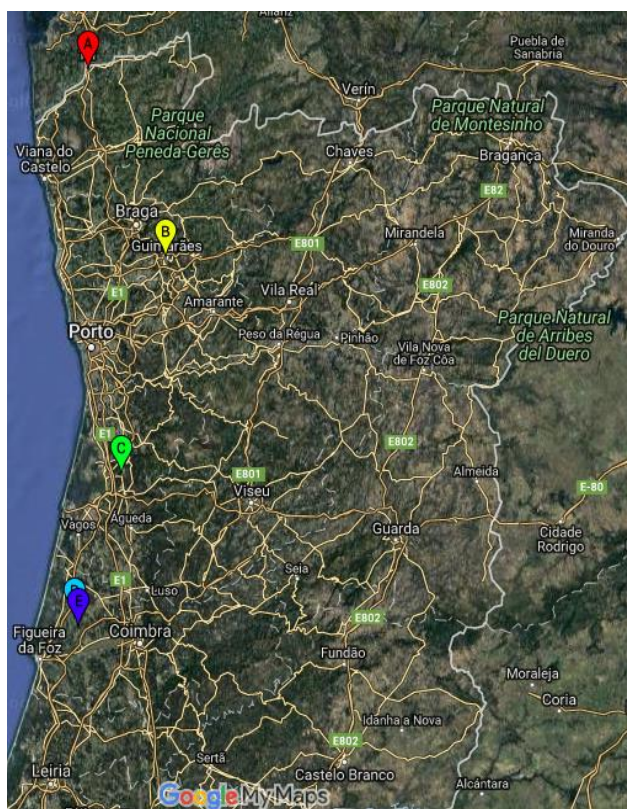 Allariz
A
Puebla de
Sanabria
Verín
Parque
Nacional
Peneda-Gerês
Parque Natural
de Montesinho
Viana do
Castelo
Chaves
Bragança
E82
Braga
B
Guimarães
E801
Mirandela
Miranda
do Douro
E1
Amarante
Vila Real
E802
Porto
Peso da Régua
Pinhão
Vila Nova
de Foz Côa
Parque Natural
de Arribes
del Duero
E1
C
E802
Almeida
E801
Viseu
E-80
Vagos
Águeda
Guarda
Cidade
Rodrigo
Seia
E1
Luso
E
Figueira
da Foz
Coimbra
E802
Fundão
Moraleja
Coria
Idanha a Nova
E802
Sertã
Castelo Branco
Leiria
Alcántara
Google My Maps